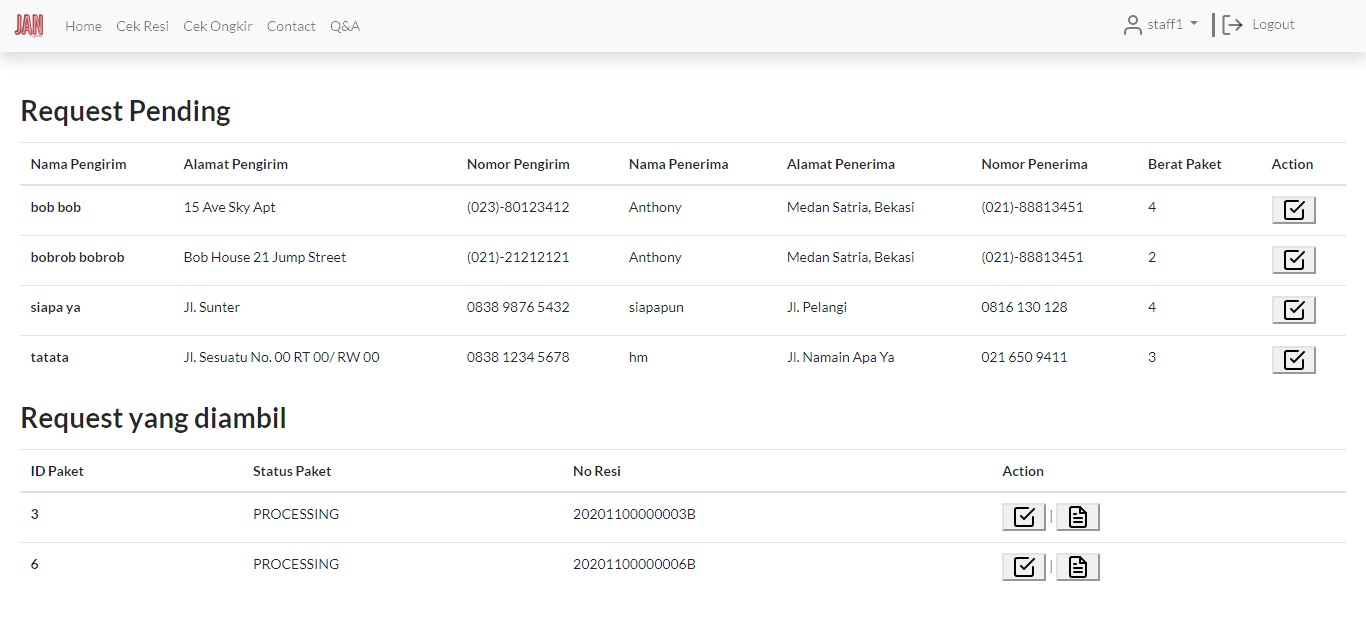 JAN Home Cek Resi Cek Ongkir Contact Q&A staff1 Logout
Request Pending
Nama Pengirim Alamat Pengirim Nomor Pengirim Nama Penerima Alamat Penerima Nomor Penerima Berat Paket Action
bob bob 15 Ave Sky Apt (023)-80123412 Anthony Medan Satria, Bekasi (021)-88813451 4
bobrob bobrob Bob House 21 Jump Street (021)-21212121 Anthony Medan Satria, Bekasi (021)-88813451 2
siapa ya Jl. Sunter 0838 9876 5432 siapapun Jl. Pelangi 0816 130 128 4
tatata Jl. Sesuatu No. 00 RT 00/ RW 00 0838 1234 5678 hm Jl. Namain Apa Ya 021 650 9411 3
Request yang diambil
ID Paket Status Paket No Resi Action
3 PROCESSING 20201100000003B |
6 PROCESSING 20201100000006B |